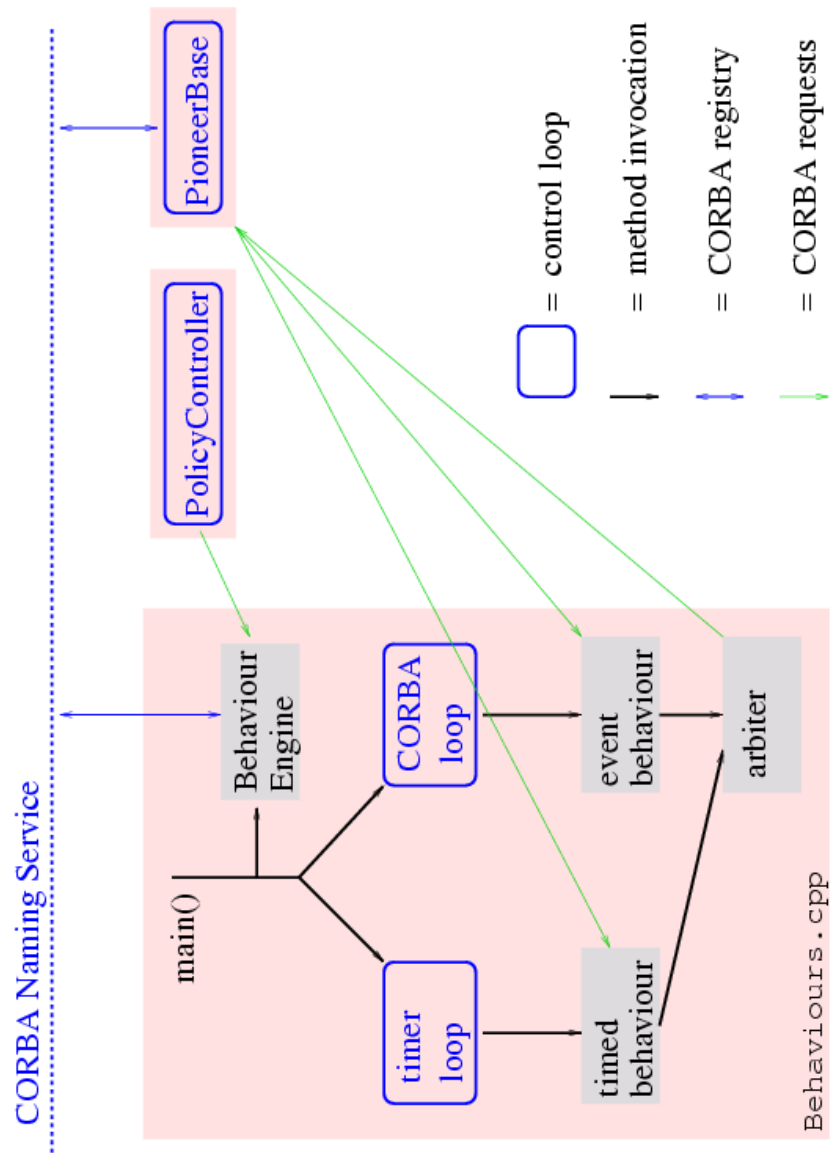 CORBA Naming Service
main()
Behaviour
Engine
PolicyController
PioneerBase
timer
loop
CORBA
loop
timed
behaviour
event
behaviour
arbiter
Behaviours.cpp
= control loop
= method invocation
= CORBA registry
= CORBA requests